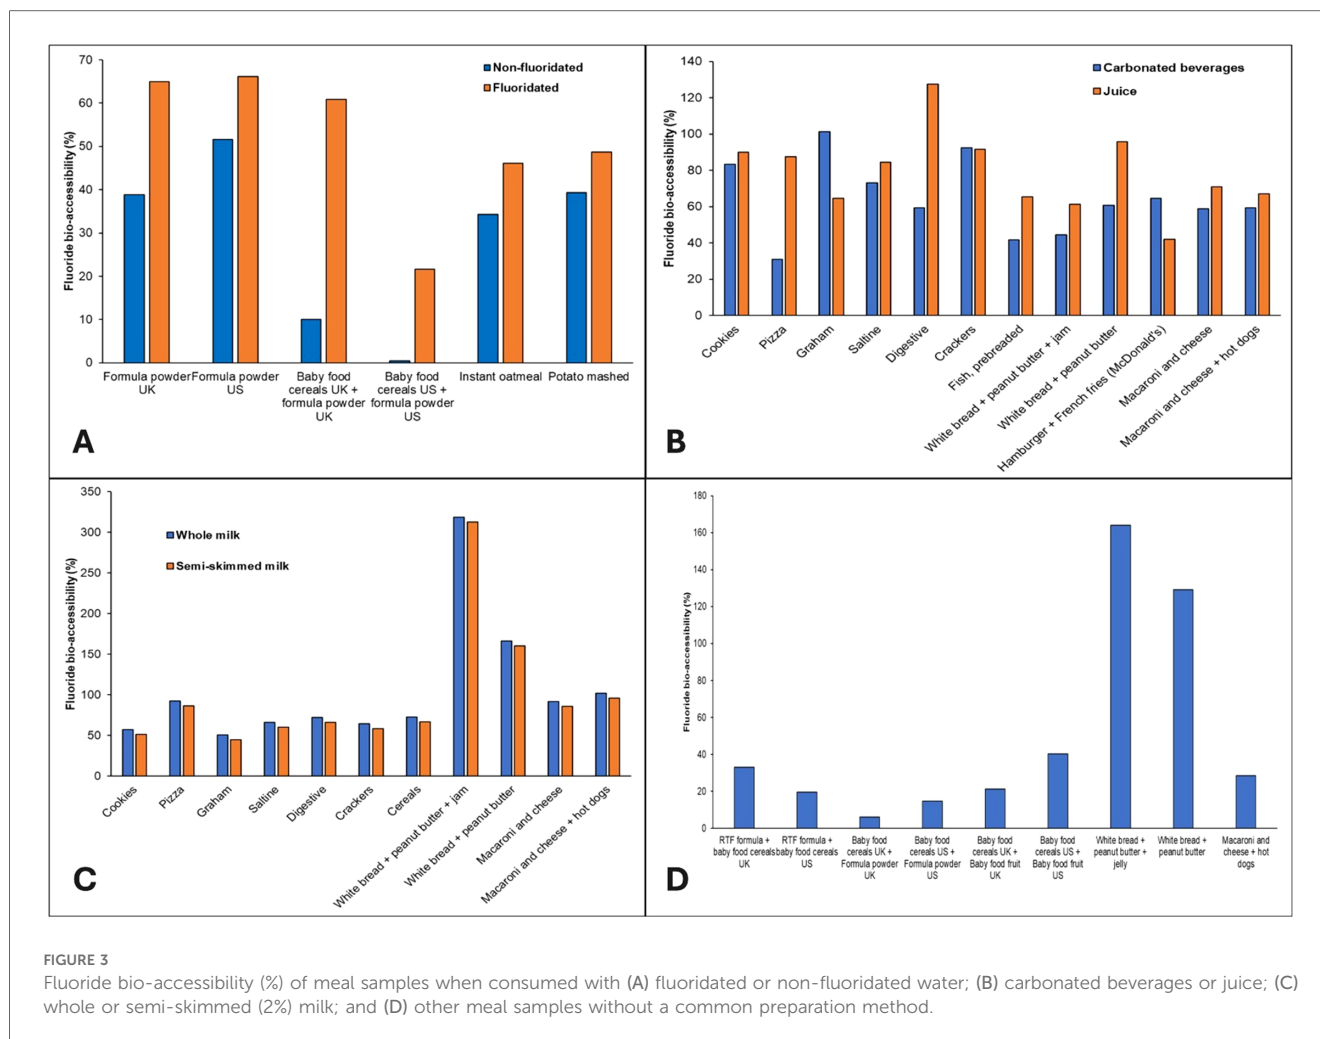 70
60
50
40
30
20
10
0
Fluoride bio-accessibility (%)
Non-fluoridated
Fluoridated
Formula powder
UK
Formula powder
US
Baby food
cereals UK +
formula powder
UK
Baby food
cereals US +
formula powder
US
Instant oatmeal
Potato mashed
A
140
120
100
80
60
40
20
0
Fluoride bio-accessibility (%)
Carbonated beverages
Juice
Cookies
Pizza
Graham
Saltine
Digestive
Crackers
Fish, prebreaded
White bread + peanut butter + jam
White bread + peanut butter
Hamburger + French fries (McDonald's)
Macaroni and cheese
Macaroni and cheese + hot dogs
B
350
300
250
200
150
100
50
0
Fluoride bio-accessibility (%)
Whole milk
Semi-skimmed milk
Cookies
Pizza
Graham
Saltine
Digestive
Crackers
Cereals
White bread + peanut butter + jam
White bread + peanut butter
Macaroni and cheese
Macaroni and cheese + hot dogs
C
180
160
140
120
100
80
60
40
20
0
Fluoride bio-accessibility (%)
RTF formula +
baby food cereals
UK
RTF formula +
baby food cereals
US
Baby food
cereals UK +
Formula powder
UK
Baby food
cereals US +
Formula powder
US
Baby food
cereals UK +
Baby food fruit
UK
Baby food
cereals US +
Baby food fruit
US
White bread +
peanut butter +
jelly
White bread +
peanut butter
Macaroni and
cheese + hot
dogs
D
FIGURE 3
Fluoride bio-accessibility (%) of meal samples when consumed with (A) fluoridated or non-fluoridated water; (B) carbonated beverages or juice; (C)
whole or semi-skimmed (2%) milk; and (D) other meal samples without a common preparation method.